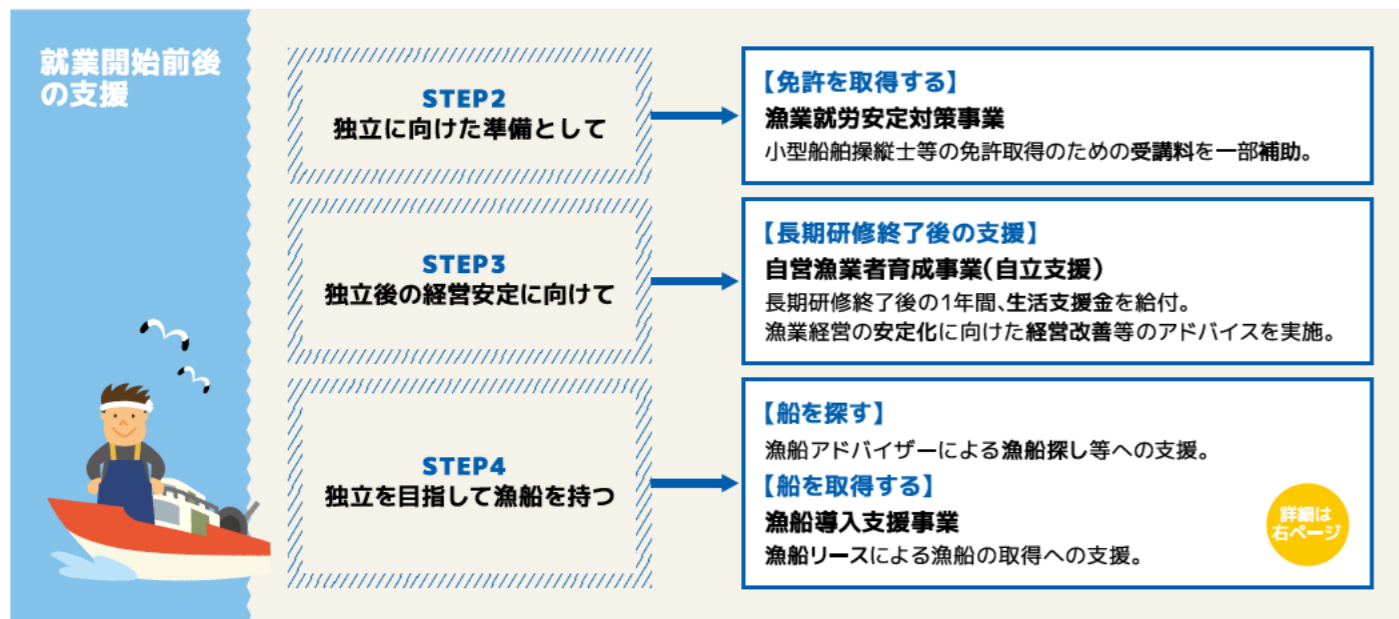 就業開始前後
の支援
STEP2
独立に向けた準備として
【免許を取得する】
漁業就労安定対策事業
小型船舶操縦士等の免許取得のための受講料を一部補助。
STEP3
独立後の経営安定に向けて
【長期研修終了後の支援】
自営漁業者育成事業(自立支援)
長期研修終了後の1年間、生活支援金を給付。
漁業経営の安定化に向けた経営改善等のアドバイスを実施。
STEP4
独立を目指して漁船を持つ
【船を探す】
漁船アドバイザーによる漁船探し等への支援。
【船を取得する】
漁船導入支援事業
漁船リースによる漁船の取得への支援。
詳細は
右ページ